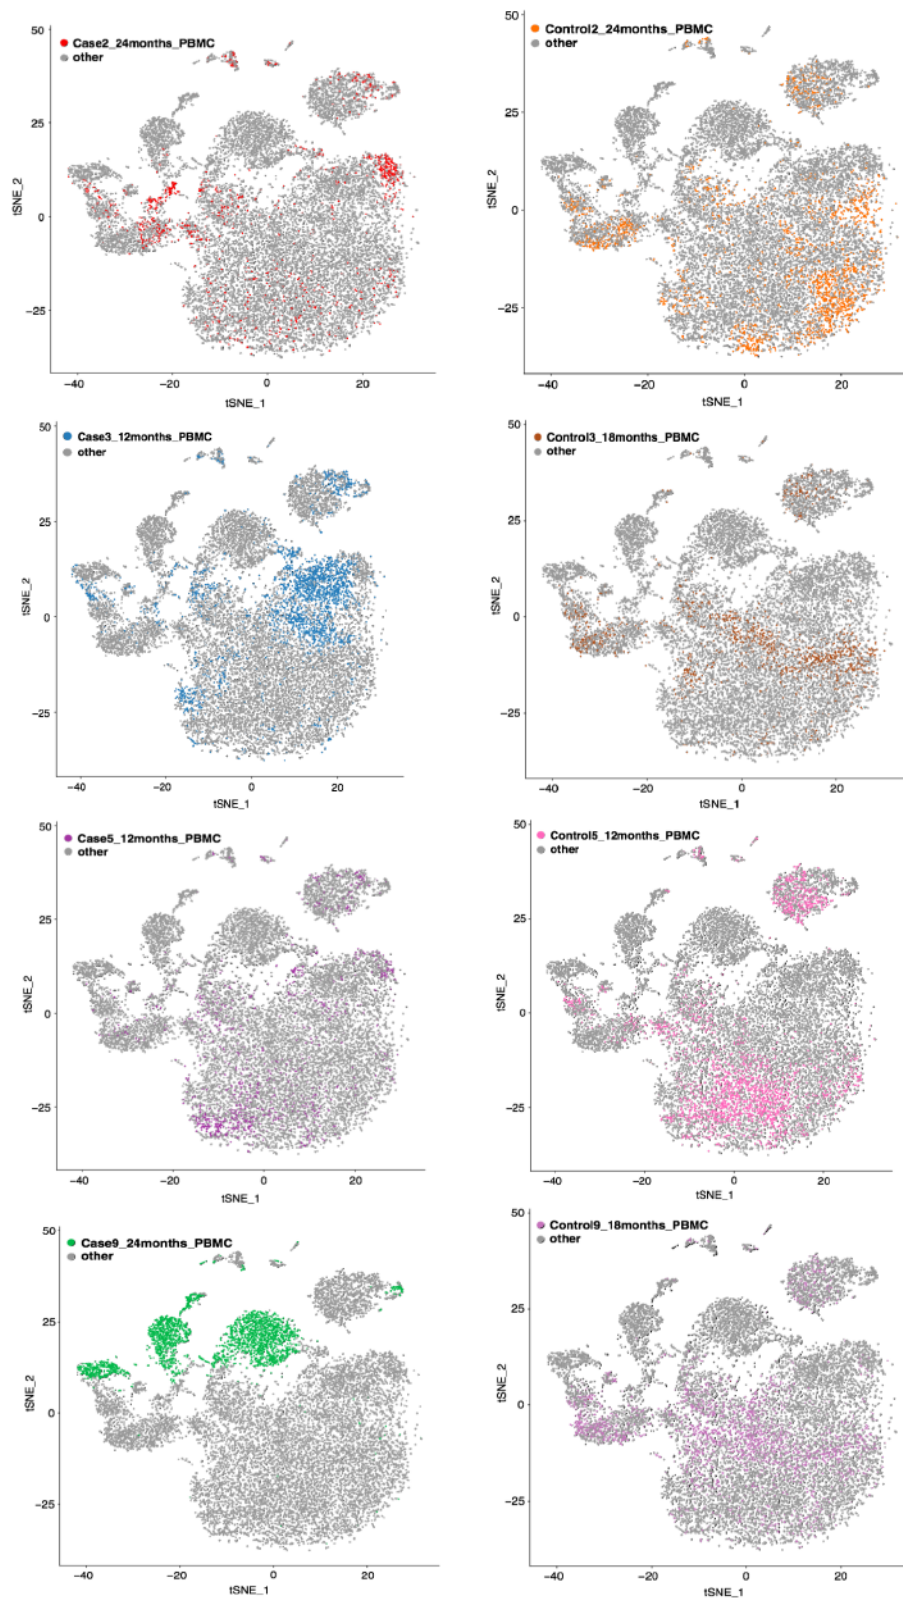 Case2_24months_PBMC
other
50
25
0
−25
tSNE_2
−40
−20
0
20
tSNE_1
Control2_24months_PBMC
other
50
25
0
−25
tSNE_2
−40
−20
0
20
tSNE_1
Case3_12months_PBMC
other
50
25
0
−25
tSNE_2
−40
−20
0
20
tSNE_1
Control3_18months_PBMC
other
50
25
0
−25
tSNE_2
−40
−20
0
20
tSNE_1
Case5_12months_PBMC
other
50
25
0
−25
tSNE_2
−40
−20
0
20
tSNE_1
Control5_12months_PBMC
other
50
25
0
−25
tSNE_2
−40
−20
0
20
tSNE_1
Case9_24months_PBMC
other
50
25
0
−25
tSNE_2
−40
−20
0
20
tSNE_1
Control9_18months_PBMC
other
50
25
0
−25
tSNE_2
−40
−20
0
20
tSNE_1